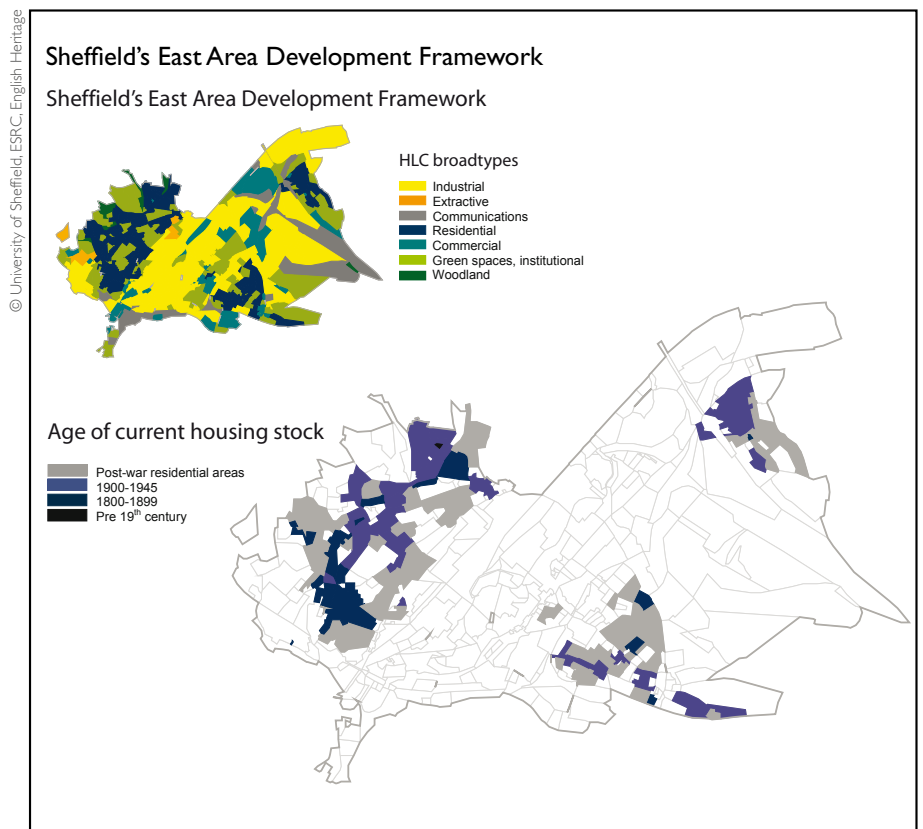 © University of Sheffield, ESRC, English Heritage
Sheffield's East Area Development Framework
Sheffield's East Area Development Framework
HLC broadtypes
Industrial
Extractive
Communications
Residential
Commercial
Green spaces, institutional
Woodland
Age of current housing stock
Post-war residential areas
1900-1945
1800-1899
Pre 19th century